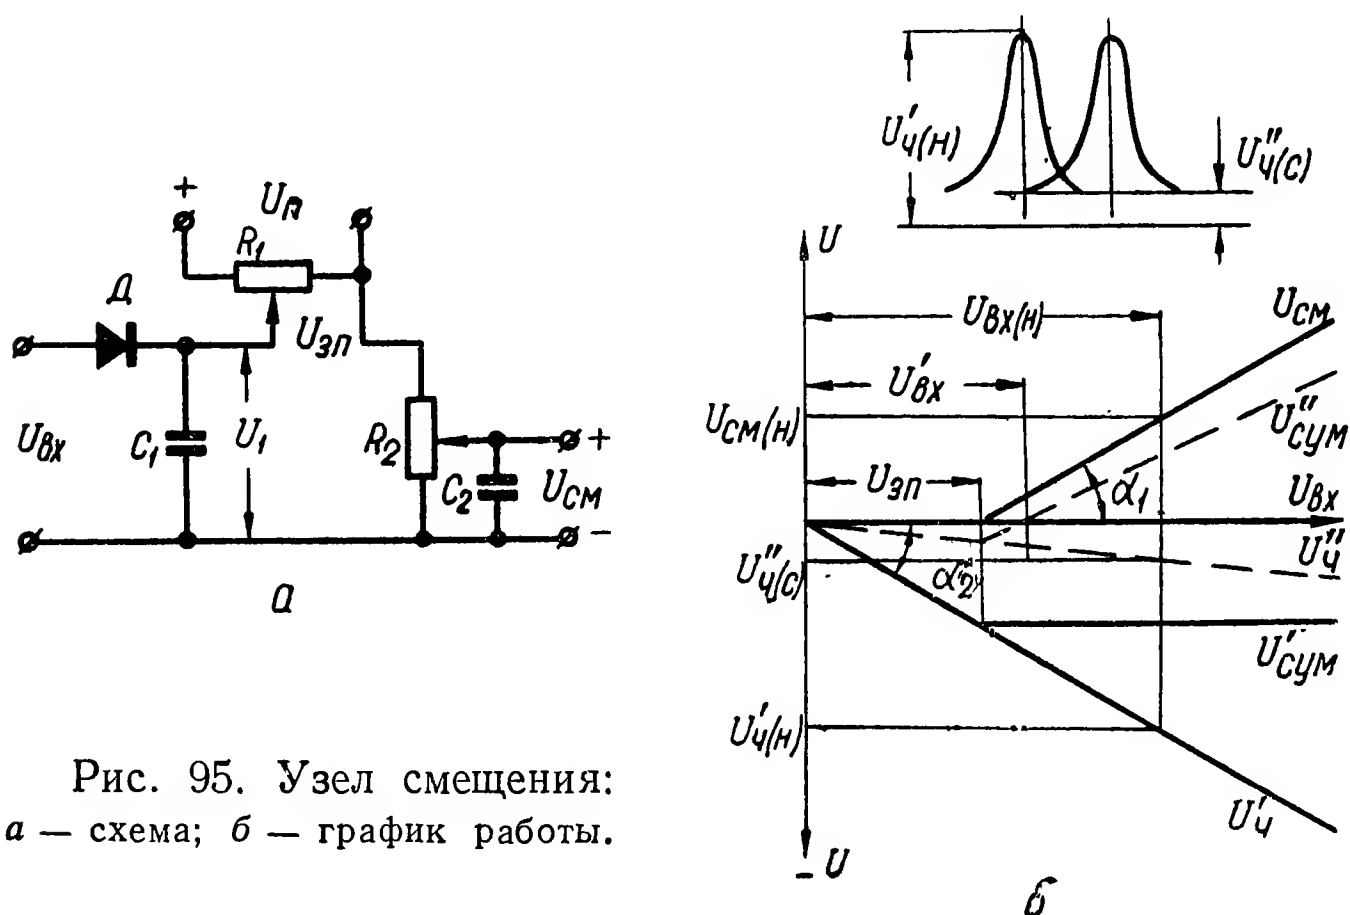 U′ч(н)
U″ч(с)
+
Uп
R1
Д
Uзп
Uвх
C1
U1
R2
C2
+
Uсм
−
а
U
Uвх(н)
Uсм
U′вх
Uсм(н)
U″сум
Uзп
α1
Uвх
U″ч
U″ч(с)
α2
U′сум
U′ч(н)
U′ч
− U
б
Рис. 95. Узел смещения:
а — схема; б — график работы.